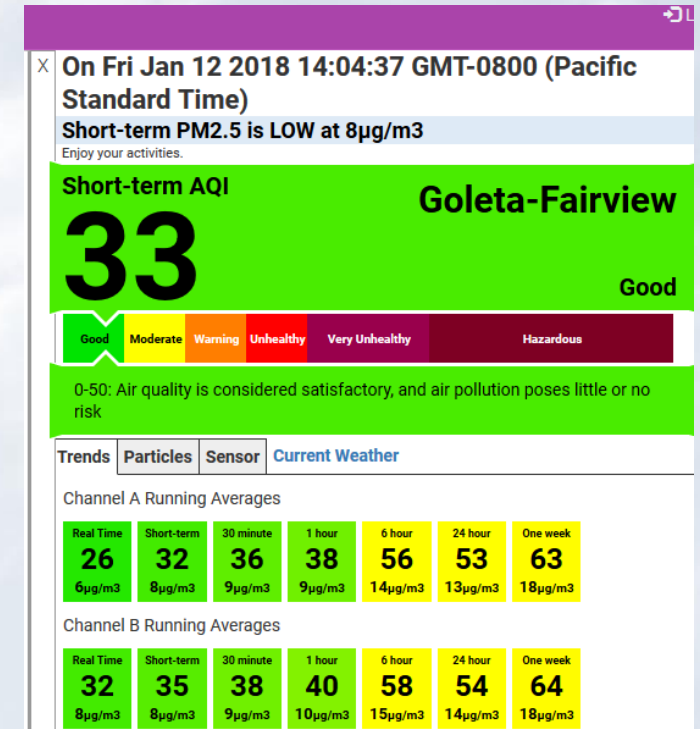 L
X
On Fri Jan 12 2018 14:04:37 GMT-0800 (Pacific
Standard Time)
Short-term PM2.5 is LOW at 8µg/m3
Enjoy your activities.
Short-term AQI
33
Goleta-Fairview
Good
Good Moderate Warning Unhealthy Very Unhealthy Hazardous
0-50: Air quality is considered satisfactory, and air pollution poses little or no
risk
Trends Particles Sensor Current Weather
Channel A Running Averages
Real Time Short-term 30 minute 1 hour 6 hour 24 hour One week
26 32 36 38 56 53 63
6µg/m3 8µg/m3 9µg/m3 9µg/m3 14µg/m3 13µg/m3 18µg/m3
Channel B Running Averages
Real Time Short-term 30 minute 1 hour 6 hour 24 hour One week
32 35 38 40 58 54 64
8µg/m3 8µg/m3 9µg/m3 10µg/m3 15µg/m3 14µg/m3 18µg/m3